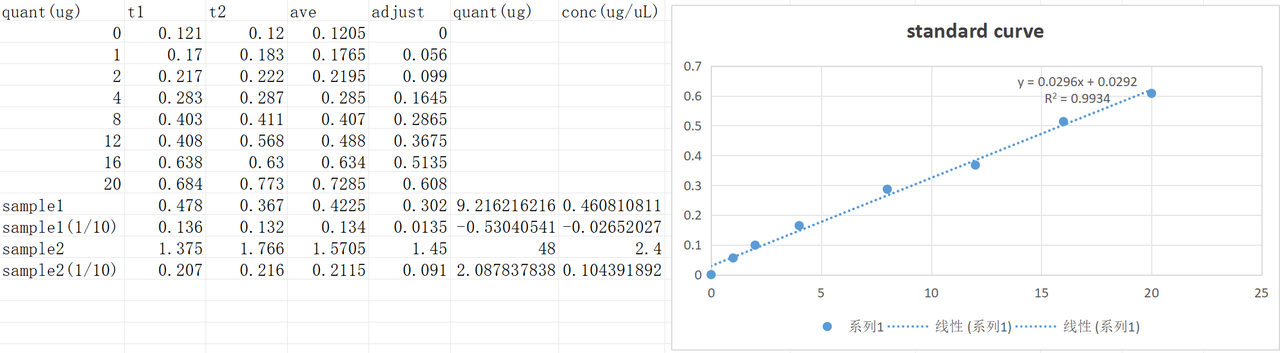 quant(ug) t1 t2 ave adjust quant(ug) conc(ug/uL)
0 0.121 0.12 0.1205 0
1 0.17 0.183 0.1765 0.056
2 0.217 0.222 0.2195 0.099
4 0.283 0.287 0.285 0.1645
8 0.403 0.411 0.407 0.2865
12 0.408 0.568 0.488 0.3675
16 0.638 0.63 0.634 0.5135
20 0.684 0.773 0.7285 0.608
sample1 0.478 0.367 0.4225 0.302 9.216216216 0.460810811
sample1(1/10) 0.136 0.132 0.134 0.0135 -0.53040541 -0.02652027
sample2 1.375 1.766 1.5705 1.45 48 2.4
sample2(1/10) 0.207 0.216 0.2115 0.091 2.087837838 0.104391892
standard curve
0.7
0.6
0.5
0.4
0.3
0.2
0.1
0
y = 0.0296x + 0.0292
R² = 0.9934
0 5 10 15 20 25
系列1 线性 (系列1) 线性 (系列1)